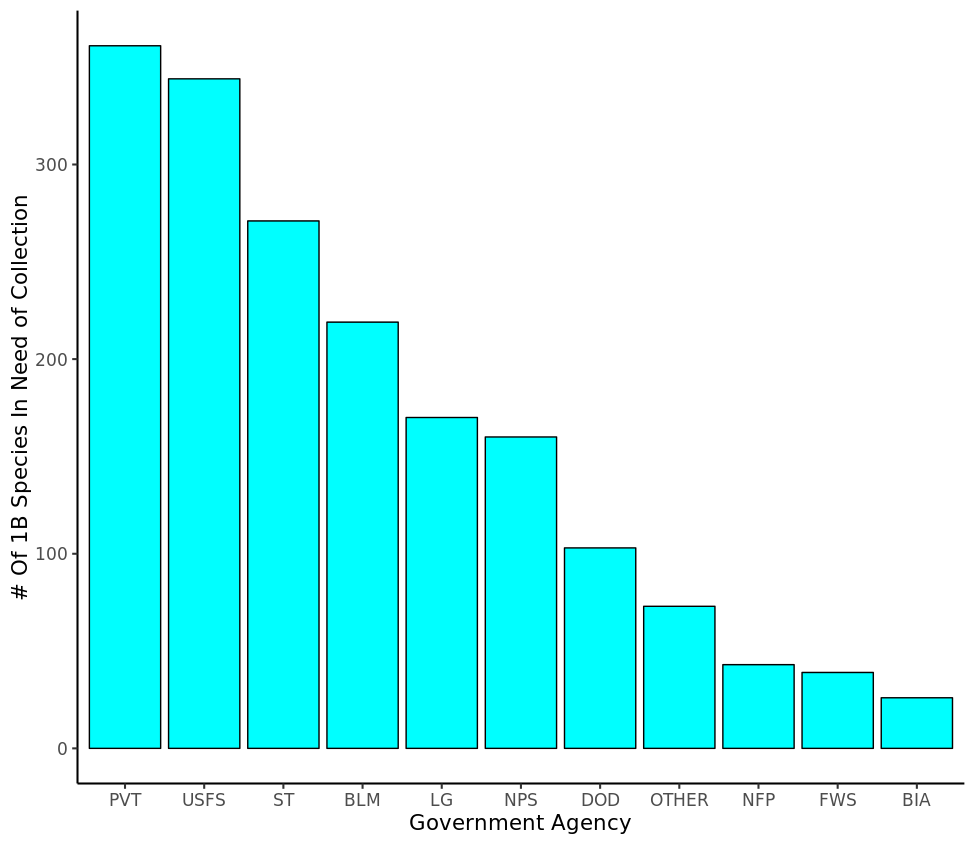 # Of 1B Species In Need of Collection
300
200
100
0
PVT USFS ST BLM LG NPS DOD OTHER NFP FWS BIA
Government Agency